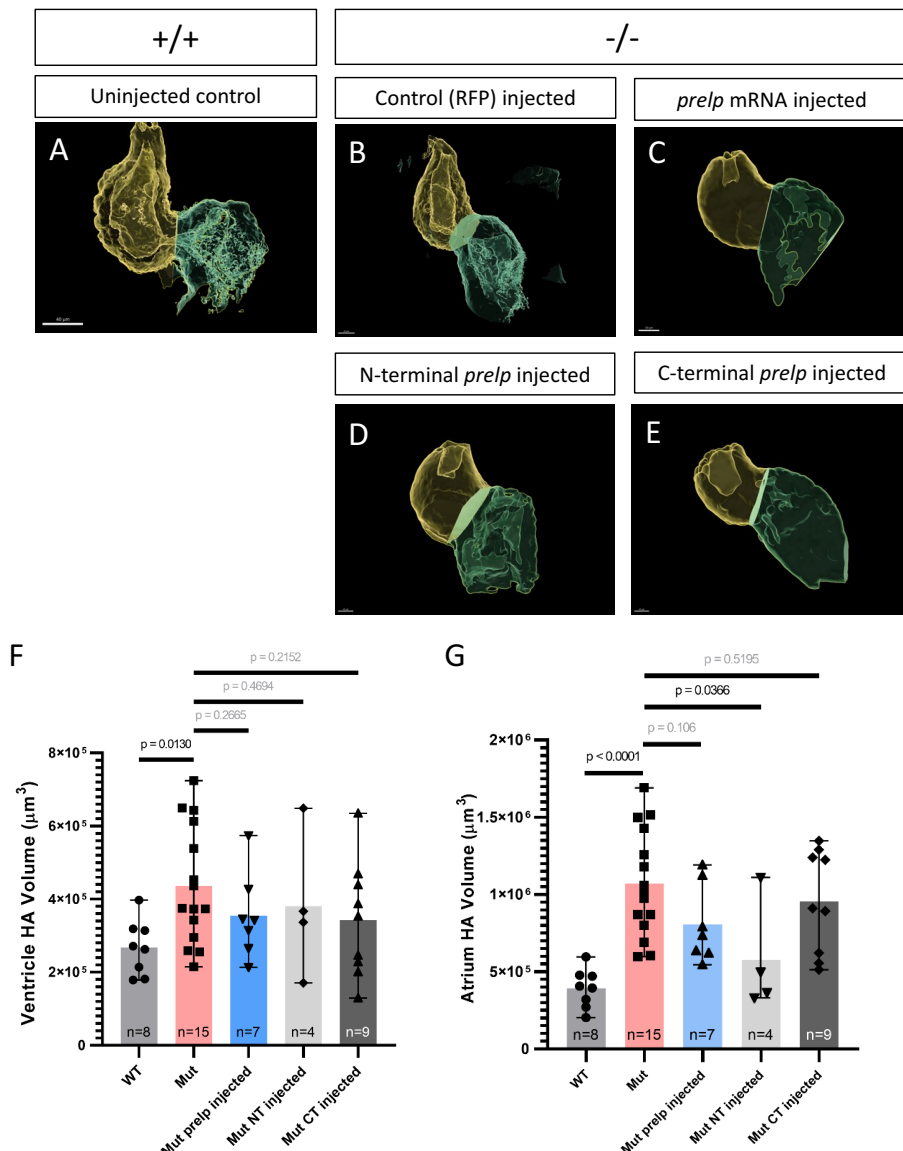 +/+
-/-
Uninjected control
Control (RFP) injected
prelp mRNA injected
A
B
C
40 μm
N-terminal prelp injected
C-terminal prelp injected
D
E
F
p = 0.2152
p = 0.4694
p = 0.2665
p = 0.0130
8×10⁵
6×10⁵
4×10⁵
2×10⁵
0
Ventricle HA Volume (μm³)
n=8
n=15
n=7
n=4
n=9
WT
Mut
Mut prelp injected
Mut NT injected
Mut CT injected
G
p = 0.5195
p = 0.0366
p = 0.106
p < 0.0001
2×10⁶
1.5×10⁶
1×10⁶
5×10⁵
0
Atrium HA Volume (μm³)
n=8
n=15
n=7
n=4
n=9
WT
Mut
Mut prelp injected
Mut NT injected
Mut CT injected